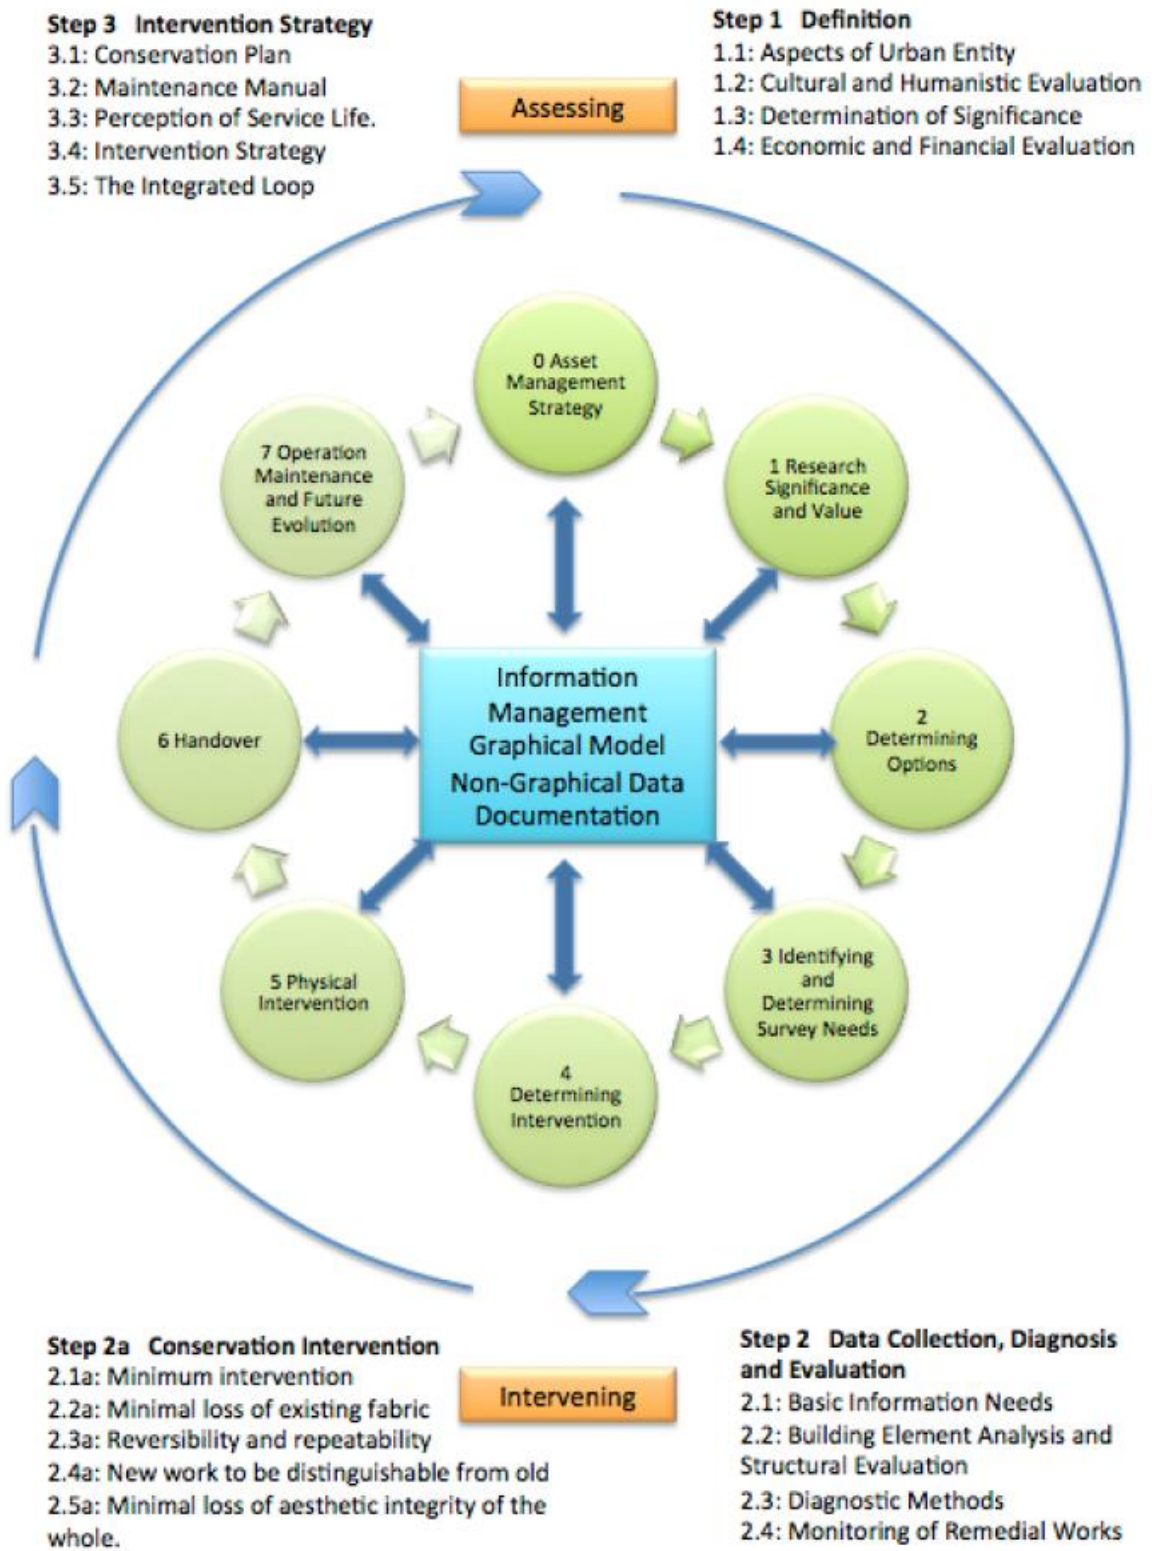 Step 3   Intervention Strategy
3.1: Conservation Plan
3.2: Maintenance Manual
3.3: Perception of Service Life.
3.4: Intervention Strategy
3.5: The Integrated Loop
Assessing
Step 1   Definition
1.1: Aspects of Urban Entity
1.2: Cultural and Humanistic Evaluation
1.3: Determination of Significance
1.4: Economic and Financial Evaluation
0 Asset
Management
Strategy
1 Research
Significance
and Value
2
Determining
Options
3 Identifying
and
Determining
Survey Needs
4
Determining
Intervention
5 Physical
Intervention
6 Handover
7 Operation
Maintenance
and Future
Evolution
Information
Management
Graphical Model
Non-Graphical Data
Documentation
Step 2a   Conservation Intervention
2.1a: Minimum intervention
2.2a: Minimal loss of existing fabric
2.3a: Reversibility and repeatability
2.4a: New work to be distinguishable from old
2.5a: Minimal loss of aesthetic integrity of the
whole.
Intervening
Step 2   Data Collection, Diagnosis
and Evaluation
2.1: Basic Information Needs
2.2: Building Element Analysis and
Structural Evaluation
2.3: Diagnostic Methods
2.4: Monitoring of Remedial Works